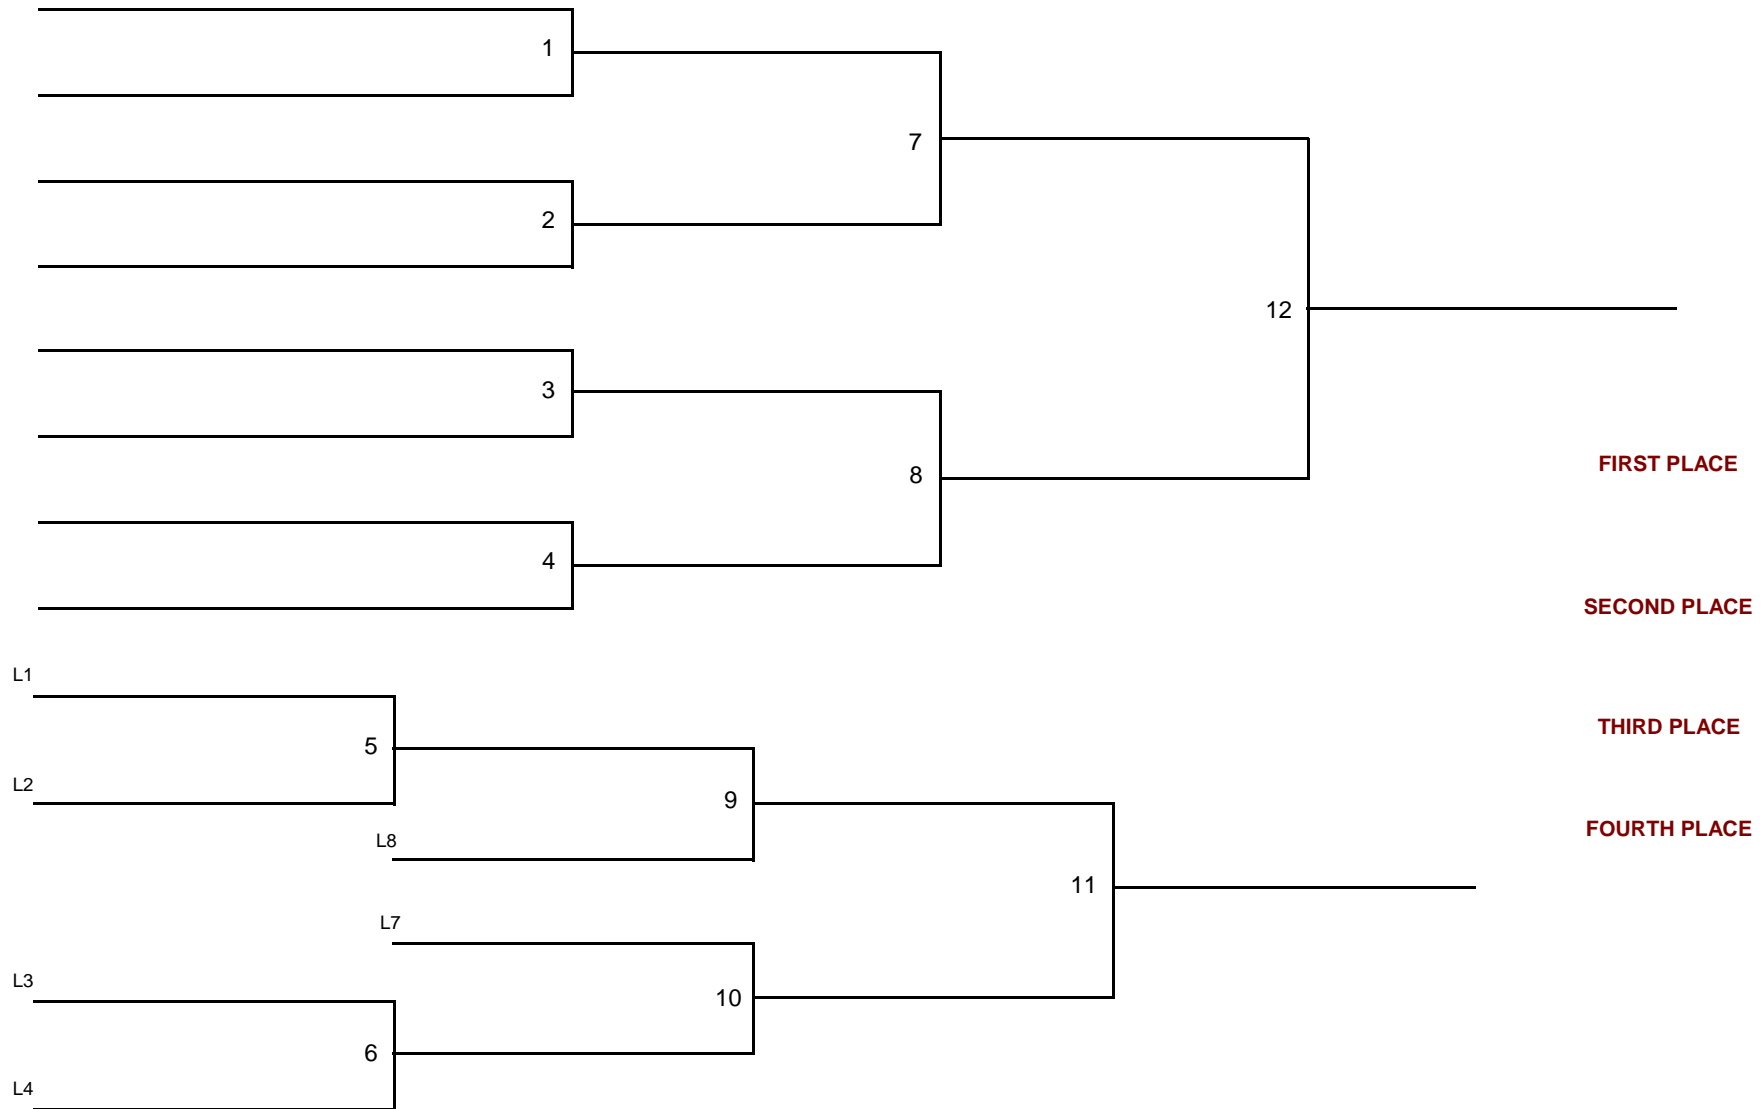 1
7
2
12
3
FIRST PLACE
8
4
SECOND PLACE
L1
THIRD PLACE
5
L2
9
FOURTH PLACE
L8
11
L7
L3
10
6
L4